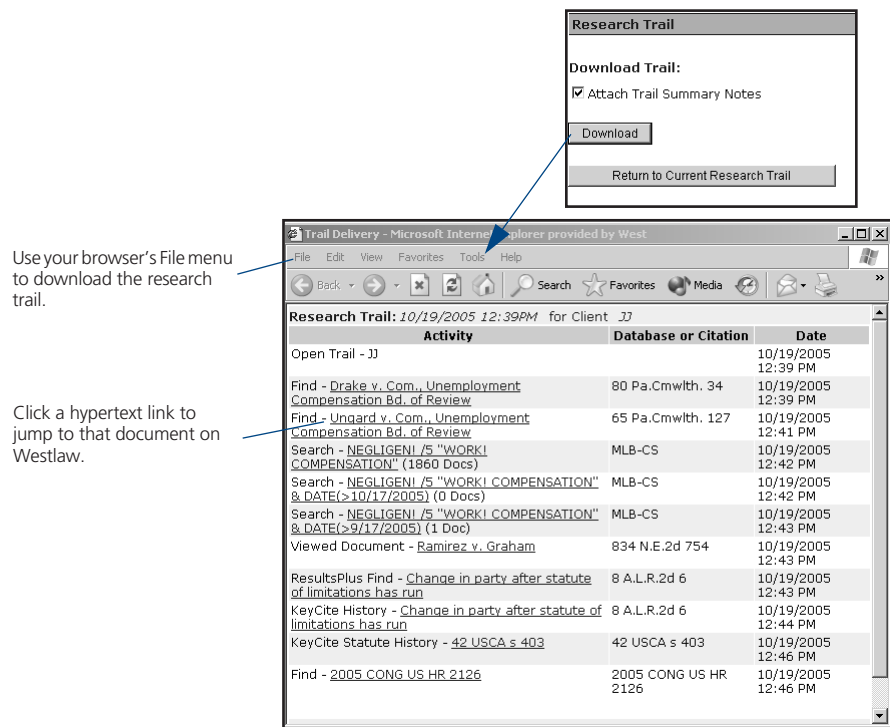 Research Trail
Download Trail:
Attach Trail Summary Notes
Download
Return to Current Research Trail
Use your browser's File menu
to download the research
trail.
Click a hypertext link to
jump to that document on
Westlaw.
Trail Delivery - Microsoft Internet plorer provided by West
File Edit View Favorites Tools Help
Back Search Favorites Media »
Research Trail: 10/19/2005 12:39PM for Client JJ
Activity Database or Citation Date
Open Trail - JJ 10/19/2005
12:39 PM
Find - Drake v. Com., Unemployment 80 Pa.Cmwlth. 34 10/19/2005
Compensation Bd. of Review 12:39 PM
Find - Ungard v. Com., Unemployment 65 Pa.Cmwlth. 127 10/19/2005
Compensation Bd. of Review 12:41 PM
Search - NEGLIGEN! /5 "WORK! MLB-CS 10/19/2005
COMPENSATION" (1860 Docs) 12:42 PM
Search - NEGLIGEN! /5 "WORK! COMPENSATION" MLB-CS 10/19/2005
& DATE(>10/17/2005) (0 Docs) 12:42 PM
Search - NEGLIGEN! /5 "WORK! COMPENSATION" MLB-CS 10/19/2005
& DATE(>9/17/2005) (1 Doc) 12:43 PM
Viewed Document - Ramirez v. Graham 834 N.E.2d 754 10/19/2005
12:43 PM
ResultsPlus Find - Change in party after statute 8 A.L.R.2d 6 10/19/2005
of limitations has run 12:43 PM
KeyCite History - Change in party after statute of 8 A.L.R.2d 6 10/19/2005
limitations has run 12:44 PM
KeyCite Statute History - 42 USCA s 403 42 USCA s 403 10/19/2005
12:46 PM
Find - 2005 CONG US HR 2126 2005 CONG US HR 10/19/2005
2126 12:46 PM